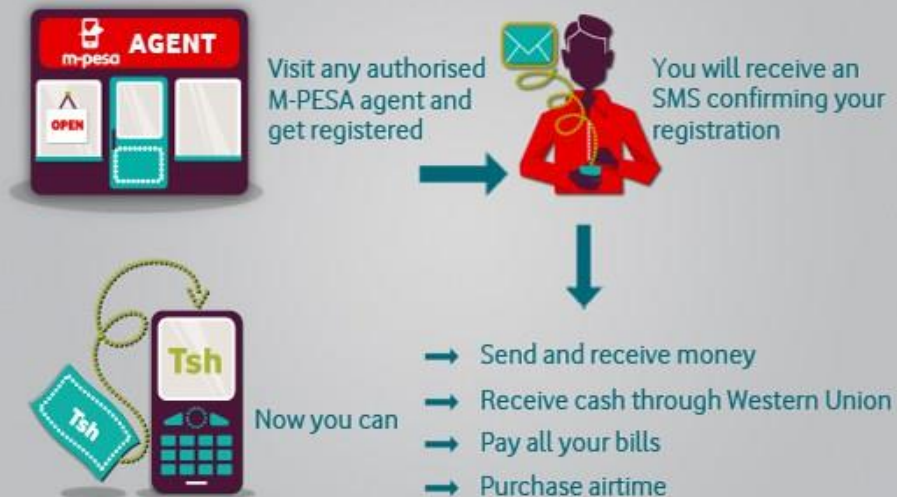 m-pesa AGENT
OPEN
Visit any authorised
M-PESA agent and
get registered
You will receive an
SMS confirming your
registration
Tsh
Tsh
Now you can
Send and receive money
Receive cash through Western Union
Pay all your bills
Purchase airtime